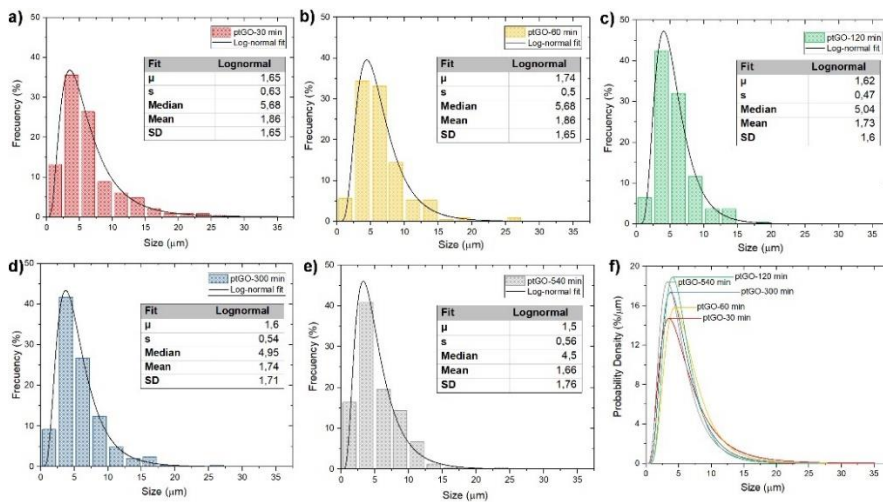 a)
ptGO-30 min
Log-normal fit
Fit Lognormal
µ 1,65
s 0,63
Median 5,68
Mean 1,86
SD 1,65
Frecuency (%)
50
40
30
20
10
0
0 5 10 15 20 25 30 35
Size (µm)
b)
ptGO-60 min
Log-normal fit
Fit Lognormal
µ 1,74
s 0,5
Median 5,68
Mean 1,86
SD 1,65
Frecuency (%)
50
40
30
20
10
0
0 5 10 15 20 25 30 35
Size (µm)
c)
ptGO-120 min
Log-normal fit
Fit Lognormal
µ 1,62
s 0,47
Median 5,04
Mean 1,73
SD 1,6
Frecuency (%)
50
40
30
20
10
0
0 5 10 15 20 25 30 35
Size (µm)
d)
ptGO-300 min
Log-normal fit
Fit Lognormal
µ 1,6
s 0,54
Median 4,95
Mean 1,74
SD 1,71
Frecuency (%)
50
40
30
20
10
0
0 5 10 15 20 25 30 35
Size (µm)
e)
ptGO-540 min
Log-normal fit
Fit Lognormal
µ 1,5
s 0,56
Median 4,5
Mean 1,66
SD 1,76
Frecuency (%)
50
40
30
20
10
0
0 5 10 15 20 25 30 35
Size (µm)
f)
ptGO-120 min
ptGO-540 min
ptGO-300 min
ptGO-60 min
ptGO-30 min
Probability Density (%/µm)
20
16
12
8
4
0
0 5 10 15 20 25 30 35
Size (µm)